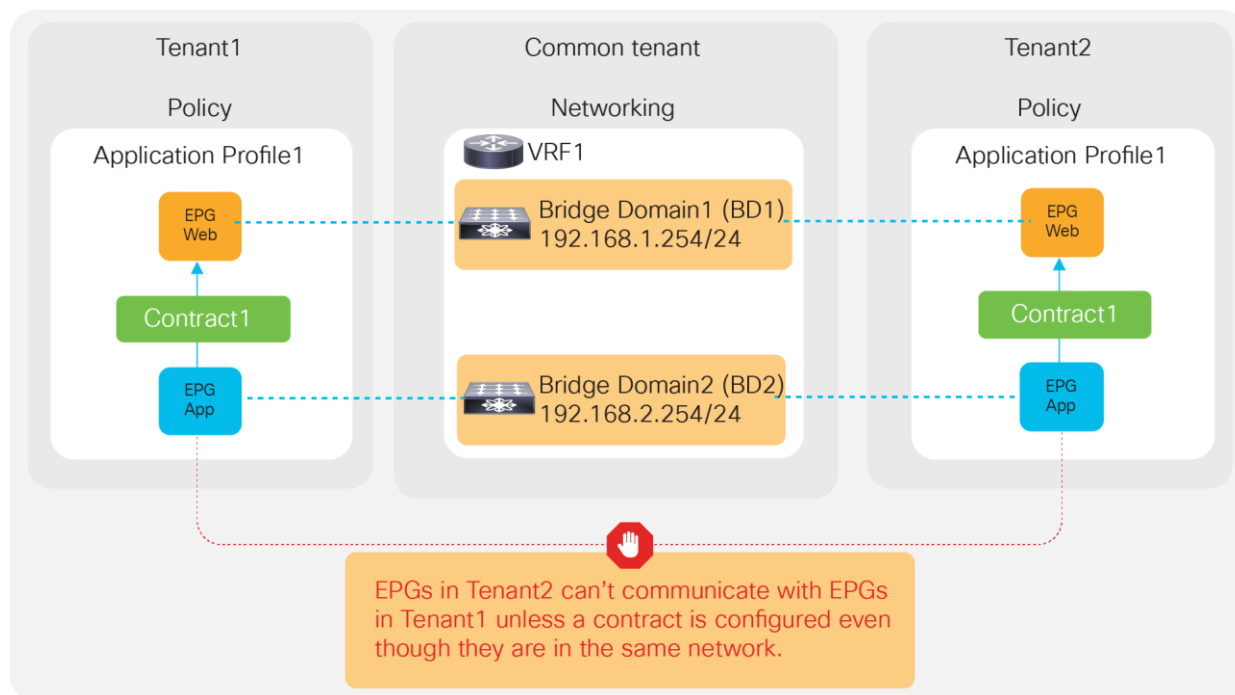 Tenant1
Policy
Application Profile1
EPG
Web
Contract1
EPG
App
Common tenant
Networking
VRF1
Bridge Domain1 (BD1)
192.168.1.254/24
Bridge Domain2 (BD2)
192.168.2.254/24
Tenant2
Policy
Application Profile1
EPG
Web
Contract1
EPG
App
EPGs in Tenant2 can’t communicate with EPGs
in Tenant1 unless a contract is configured even
though they are in the same network.